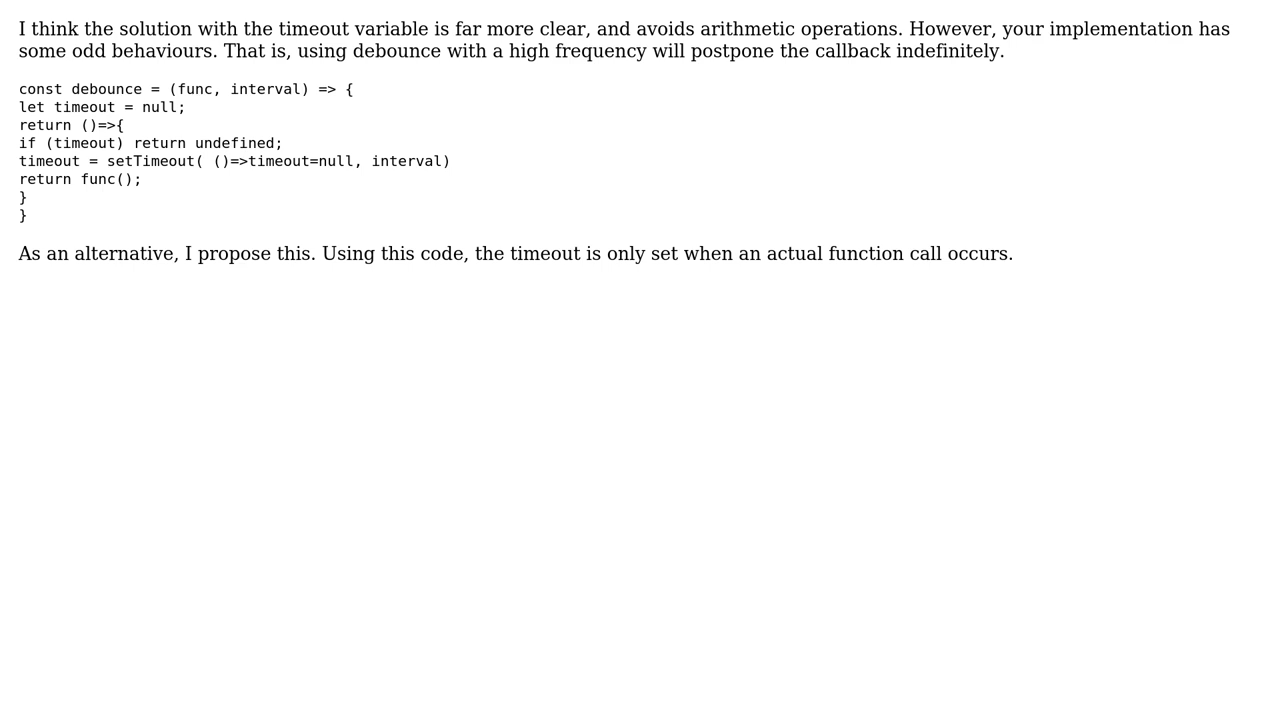 I think the solution with the timeout variable is far more clear, and avoids arithmetic operations. However, your implementation has
some odd behaviours. That is, using debounce with a high frequency will postpone the callback indefinitely.
const debounce = (func, interval) => {
let timeout = null;
return ()=>{
if (timeout) return undefined;
timeout = setTimeout( ()=>timeout=null, interval)
return func();
}
}
As an alternative, I propose this. Using this code, the timeout is only set when an actual function call occurs.